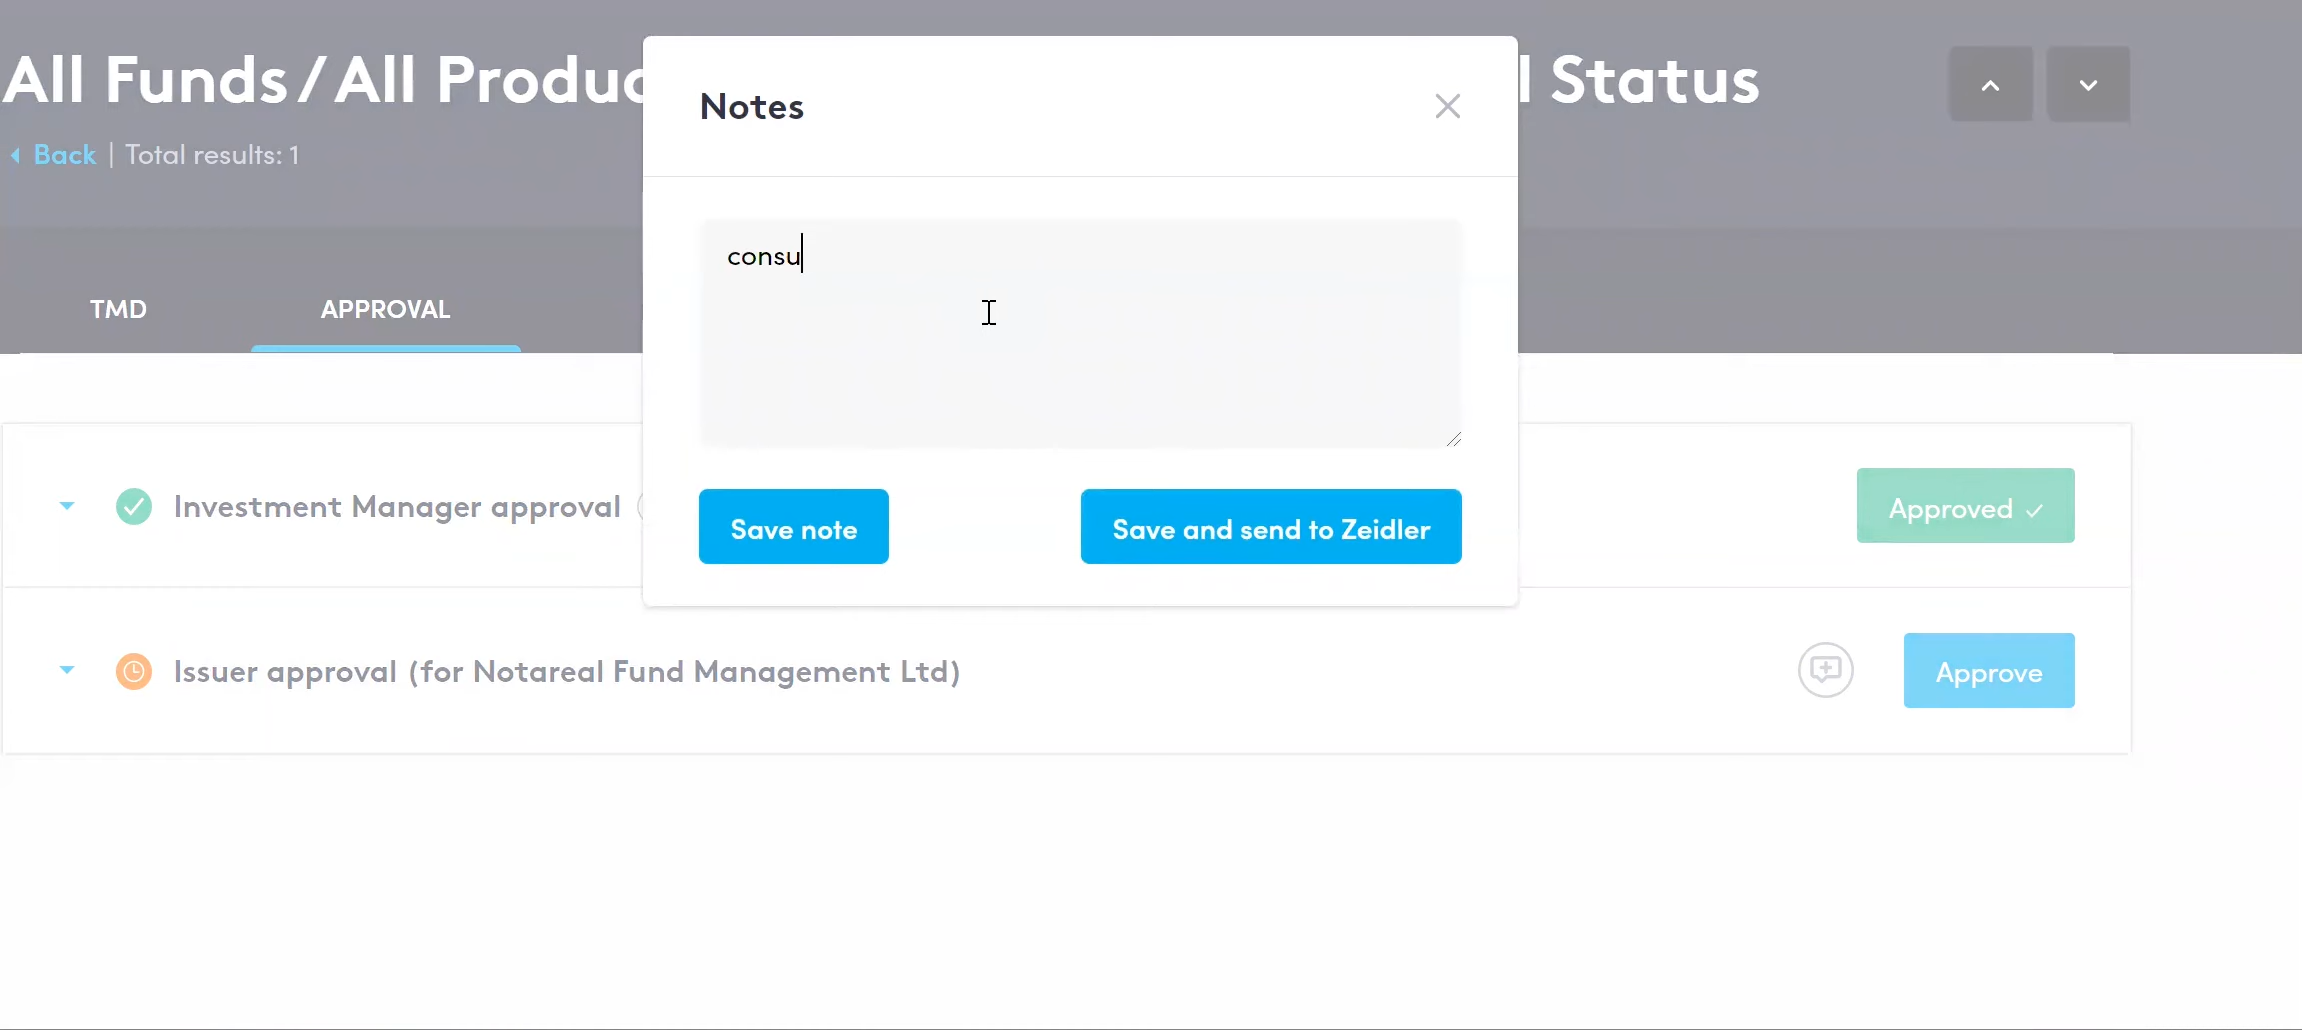 All Funds / All Produc
l Status
Back | Total results: 1
Notes
consu
TMD
APPROVAL
Investment Manager approval
Approved
Save note
Save and send to Zeidler
Issuer approval (for Notareal Fund Management Ltd)
Approve